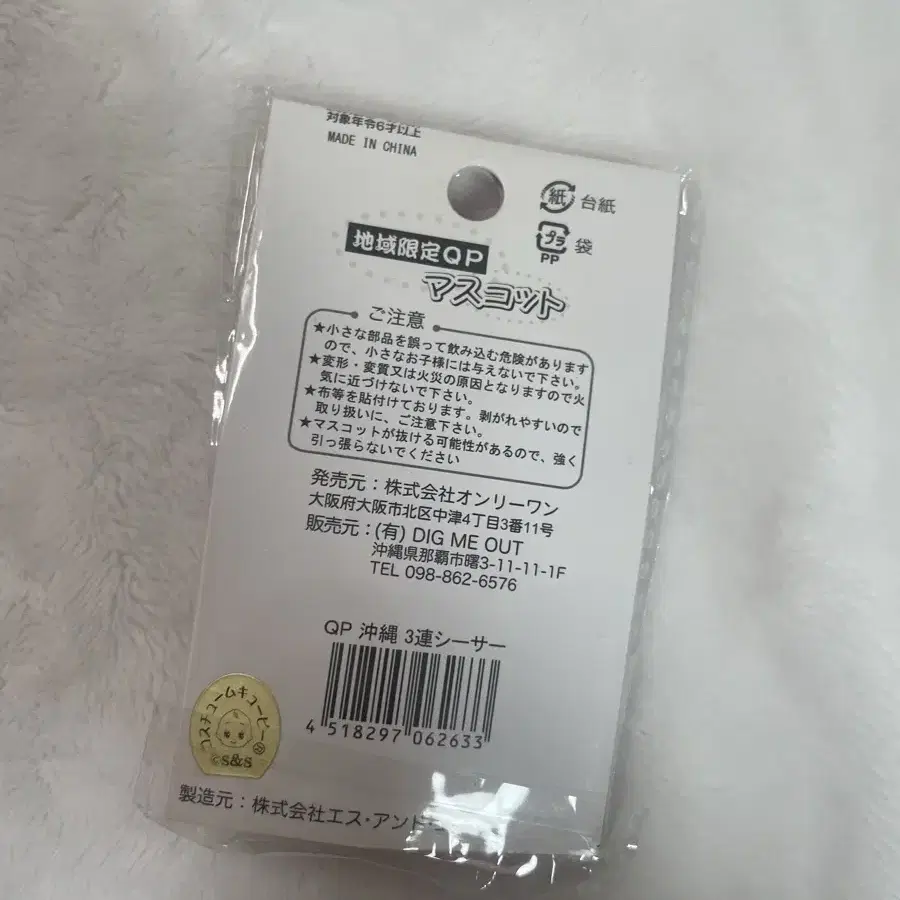 対象年令6才以上
MADE IN CHINA
紙 台紙
プラ 袋
PP
地域限定QP
マスコット
ご注意
★小さな部品を誤って飲み込む危険があります
ので、小さなお子様には与えないで下さい。
★変形・変質又は火災の原因となりますので火
気に近づけないで下さい。
★布等を貼付けております。剥がれやすいので
取り扱いに、ご注意下さい。
★マスコットが抜ける可能性があるので、強く
引っ張らないでください
発売元：株式会社オンリーワン
大阪府大阪市北区中津4丁目3番11号
販売元：(有) DIG ME OUT
沖縄県那覇市曙3-11-11-1F
TEL 098-862-6576
QP 沖縄 3連シーサー
4 518297 062633
コスチュームキューピー
©S&S
製造元：株式会社エス・アンド・